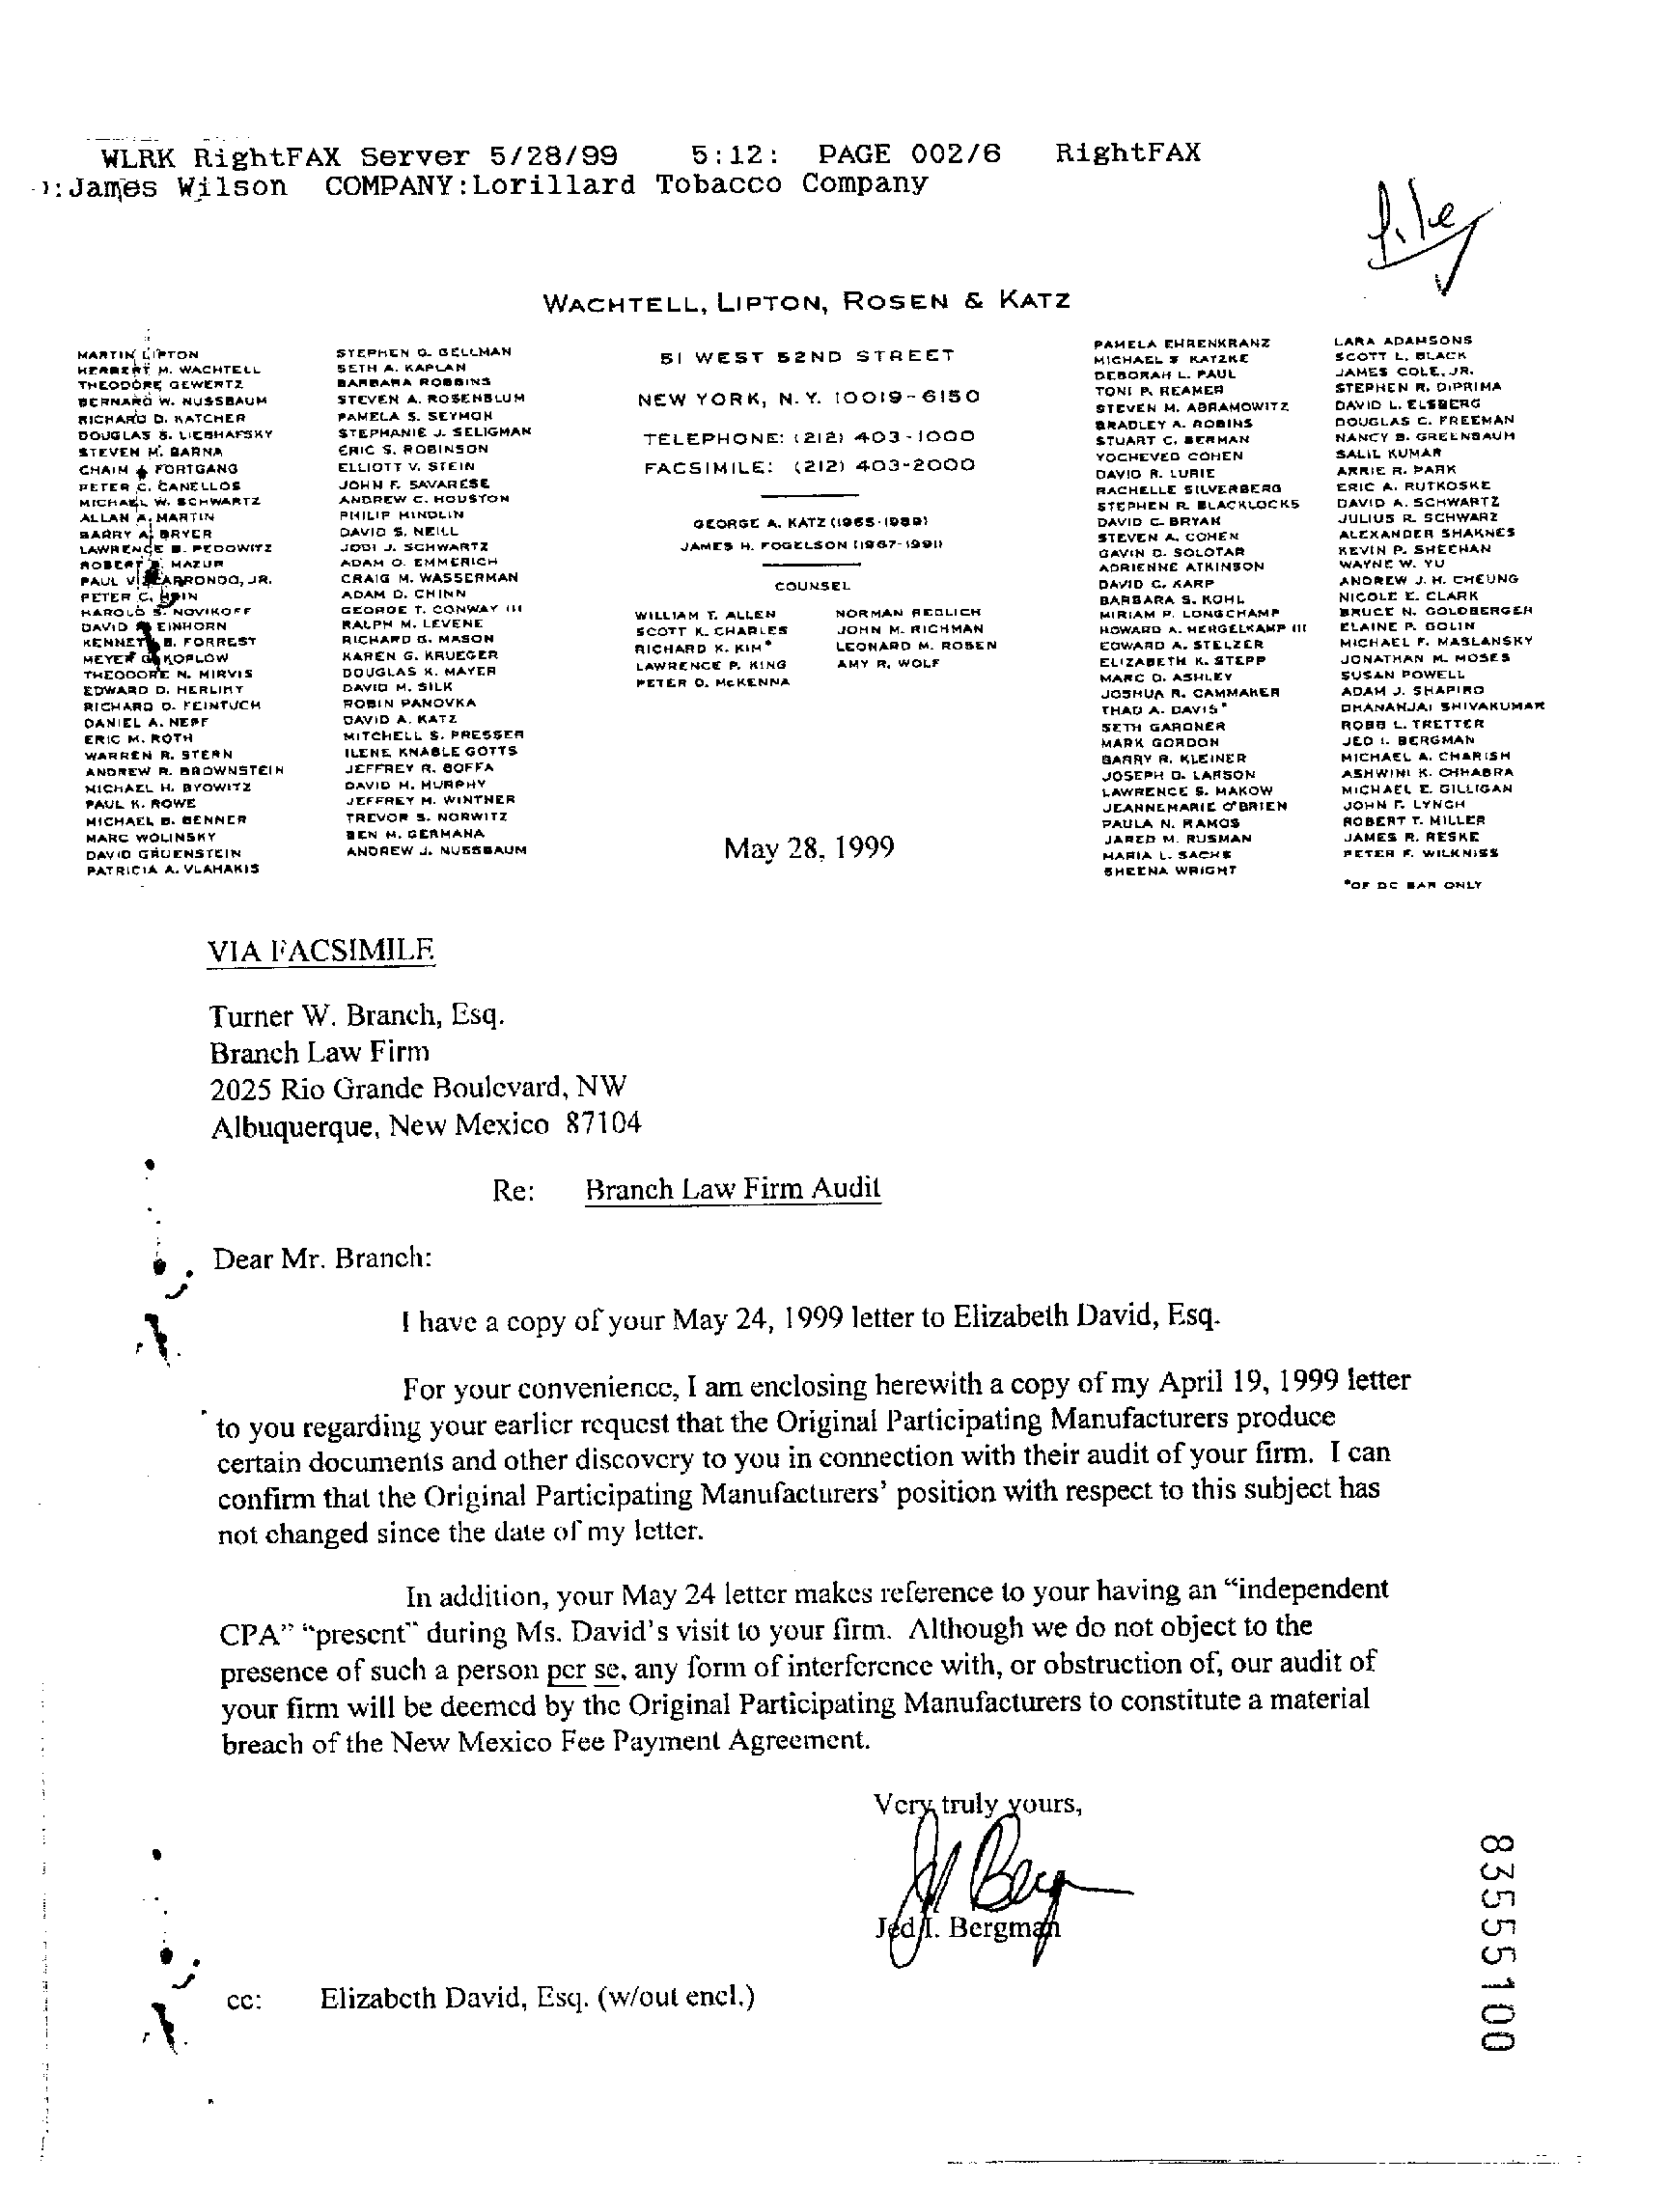 WLRK RightFAX Server 5/28/99 5:12: PAGE 002/6 RightFAX
James Wilson COMPANY:Lorillard Tobacco Company
file
WACHTELL, LIPTON, ROSEN & KATZ
MARTIN LIPTON
HERBERT M. WACHTELL
THEODORE GEWERTZ
BERNARD W. NUSSBAUM
RICHARD D. KATCHER
DOUGLAS S. LIEBHAFSKY
STEVEN M. BARNA
CHAIM J. FORTGANG
PETER C. CANELLOS
MICHAEL W. SCHWARTZ
ALLAN A. MARTIN
BARRY A. BRYER
LAWRENCE B. PEDOWITZ
ROBERT B. MAZUR
PAUL VIZCARRONDO, JR.
PETER C. HEIN
HAROLD S. NOVIKOFF
DAVID M. EINHORN
KENNETH B. FORREST
MEYER G. KOPLOW
THEODORE N. MIRVIS
EDWARD D. HERLIHY
RICHARD D. FEINTUCH
DANIEL A. NEFF
ERIC M. ROTH
WARREN R. STERN
ANDREW R. BROWNSTEIN
MICHAEL H. BYOWITZ
PAUL K. ROWE
MICHAEL B. BENNER
MARC WOLINSKY
DAVID GRUENSTEIN
PATRICIA A. VLAHAKIS
STEPHEN G. GELLMAN
SETH A. KAPLAN
BARBARA ROBBINS
STEVEN A. ROSENBLUM
PAMELA S. SEYMON
STEPHANIE J. SELIGMAN
ERIC S. ROBINSON
ELLIOTT V. STEIN
JOHN F. SAVARESE
ANDREW C. HOUSTON
PHILIP MINDLIN
DAVID S. NEILL
JODI J. SCHWARTZ
ADAM O. EMMERICH
CRAIG M. WASSERMAN
ADAM D. CHINN
GEORGE T. CONWAY III
RALPH M. LEVENE
RICHARD G. MASON
KAREN G. KRUEGER
DOUGLAS K. MAYER
DAVID M. SILK
ROBIN PANOVKA
DAVID A. KATZ
MITCHELL S. PRESSER
ILENE KNABLE GOTTS
JEFFREY R. BOFFA
DAVID M. MURPHY
JEFFREY M. WINTNER
TREVOR S. NORWITZ
BEN M. GERMANA
ANDREW J. NUSSBAUM
51 WEST 52ND STREET
NEW YORK, N.Y. 10019-6150
TELEPHONE: (212) 403-1000
FACSIMILE: (212) 403-2000
GEORGE A. KATZ (1965-1989)
JAMES H. FOGELSON (1967-1991)
COUNSEL
WILLIAM T. ALLEN NORMAN REDLICH
SCOTT K. CHARLES JOHN M. RICHMAN
RICHARD K. KIM* LEONARD M. ROSEN
LAWRENCE P. KING AMY R. WOLF
PETER D. McKENNA
May 28, 1999
PAMELA EHRENKRANZ
MICHAEL S KATZKE
DEBORAH L. PAUL
TONI P. REAMER
STEVEN M. ABRAMOWITZ
BRADLEY A. ROBINS
STUART C. BERMAN
YOCHEVED COHEN
DAVID R. LURIE
RACHELLE SILVERBERG
STEPHEN R. BLACKLOCKS
DAVID C. BRYAN
STEVEN A. COHEN
GAVIN D. SOLOTAR
ADRIENNE ATKINSON
DAVID C. KARP
BARBARA S. KOHL
MIRIAM P. LONGCHAMP
HOWARD A. MERGELKAMP III
EDWARD A. STELZER
ELIZABETH K. STEPP
MARC D. ASHLEY
JOSHUA R. CAMMAKER
THAD A. DAVIS*
SETH GARDNER
MARK GORDON
BARRY R. KLEINER
JOSEPH D. LARSON
LAWRENCE S. MAKOW
JEANNEMARIE O'BRIEN
PAULA N. RAMOS
JARED M. RUSMAN
MARIA L. SACHS
SHEENA WRIGHT
LARA ADAMSONS
SCOTT L. BLACK
JAMES COLE, JR.
STEPHEN R. DiPRIMA
DAVID L. ELSBERG
DOUGLAS C. FREEMAN
NANCY B. GREENBAUM
SALIL KUMAR
ARRIE R. PARK
ERIC A. RUTKOSKE
DAVID A. SCHWARTZ
JULIUS R. SCHWARZ
ALEXANDER SHAKNES
KEVIN P. SHEEHAN
WAYNE W. YU
ANDREW J. H. CHEUNG
NICOLE E. CLARK
BRUCE N. GOLDBERGER
ELAINE P. GOLIN
MICHAEL F. MASLANSKY
JONATHAN M. MOSES
SUSAN POWELL
ADAM J. SHAPIRO
DHANANJAI SHIVAKUMAR
ROBB L. TRETTER
JED I. BERGMAN
MICHAEL A. CHARISH
ASHWINI K. CHHABRA
MICHAEL E. GILLIGAN
JOHN F. LYNCH
ROBERT T. MILLER
JAMES R. RESKE
PETER F. WILKNISS
*OF DC BAR ONLY
VIA FACSIMILE
Turner W. Branch, Esq.
Branch Law Firm
2025 Rio Grande Boulevard, NW
Albuquerque, New Mexico 87104
Re: Branch Law Firm Audit
Dear Mr. Branch:
I have a copy of your May 24, 1999 letter to Elizabeth David, Esq.
For your convenience, I am enclosing herewith a copy of my April 19, 1999 letter
to you regarding your earlier request that the Original Participating Manufacturers produce
certain documents and other discovery to you in connection with their audit of your firm. I can
confirm that the Original Participating Manufacturers’ position with respect to this subject has
not changed since the date of my letter.
In addition, your May 24 letter makes reference to your having an “independent
CPA” “present” during Ms. David’s visit to your firm. Although we do not object to the
presence of such a person per se, any form of interference with, or obstruction of, our audit of
your firm will be deemed by the Original Participating Manufacturers to constitute a material
breach of the New Mexico Fee Payment Agreement.
Very truly yours,
Jed I. Bergman
cc: Elizabeth David, Esq. (w/out encl.)
83555100